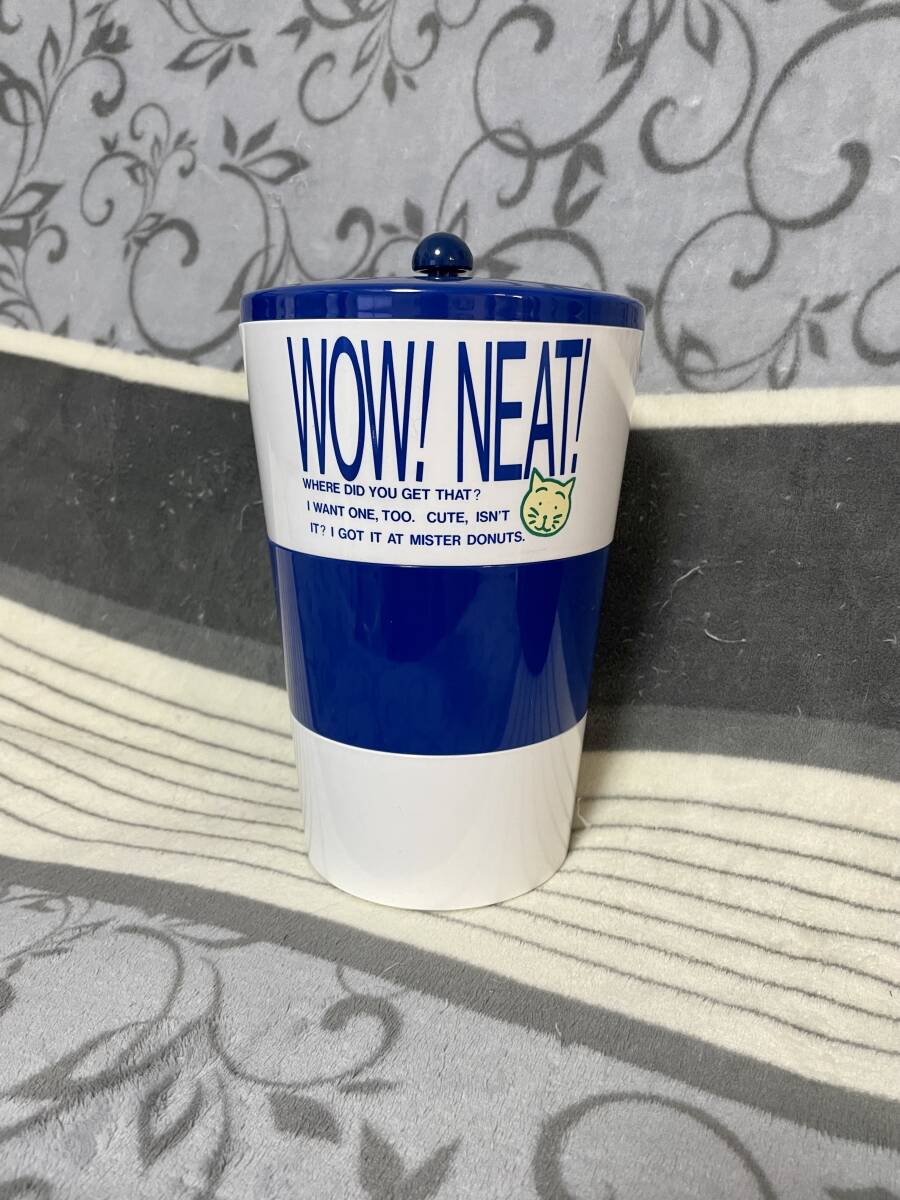 WOW! NEAT!
WHERE DID YOU GET THAT?
I WANT ONE, TOO. CUTE, ISN'T
IT? I GOT IT AT MISTER DONUTS.